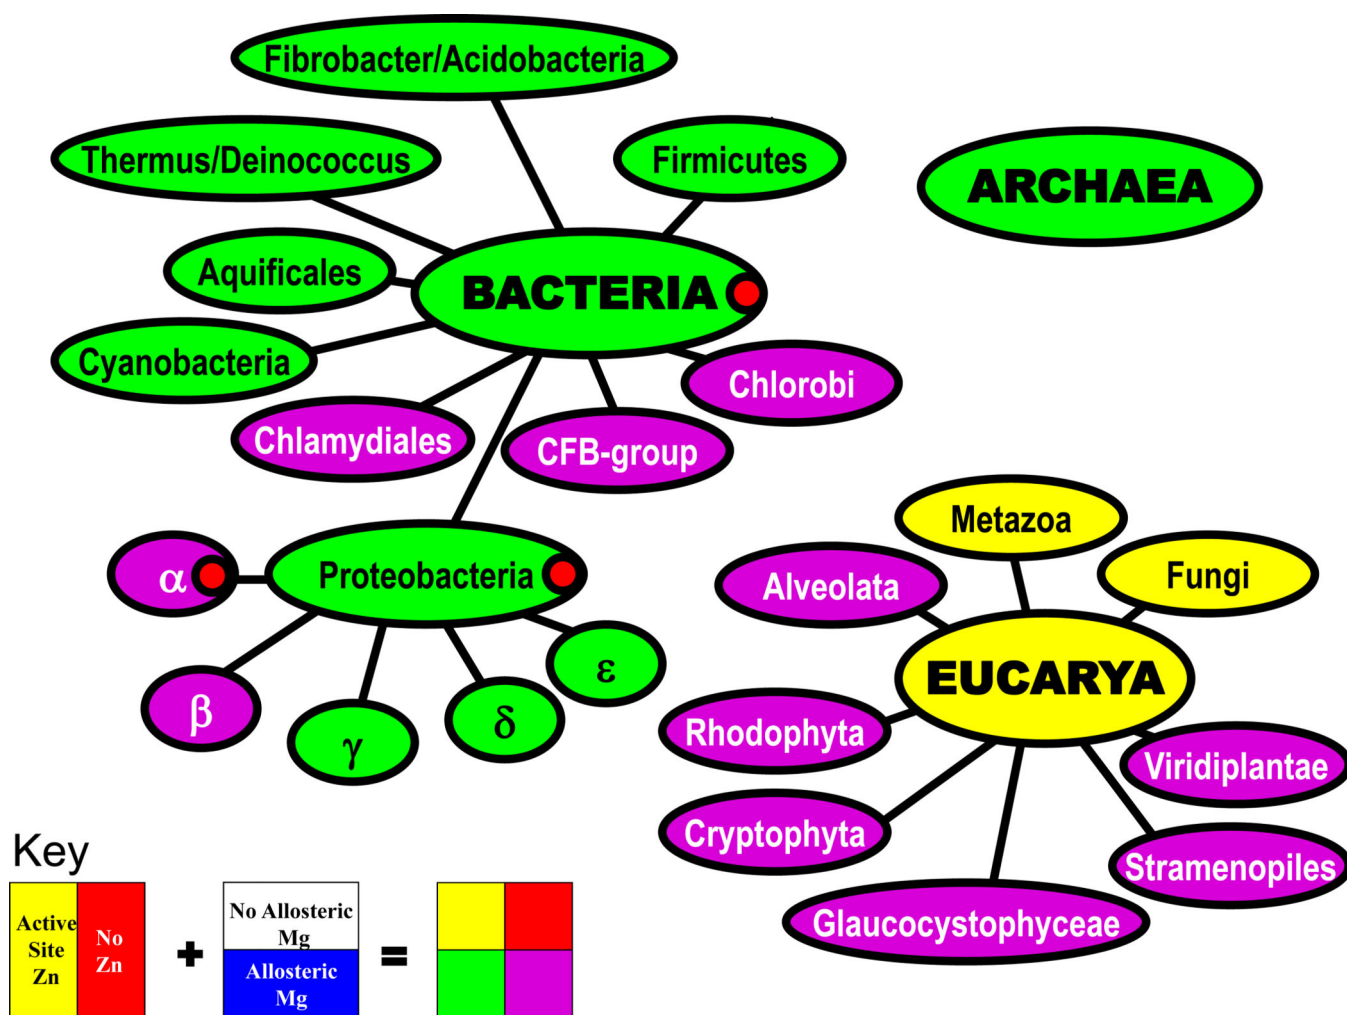 Fibrobacter/Acidobacteria
Thermus/Deinococcus
Firmicutes
ARCHAEA
Aquificales
BACTERIA
Cyanobacteria
Chlorobi
Chlamydiales
CFB-group
Metazoa
α
Proteobacteria
Alveolata
Fungi
ε
EUCARYA
β
γ
δ
Rhodophyta
Viridiplantae
Cryptophyta
Stramenopiles
Glaucocystophyceae
Key
Active
Site
Zn
No
Zn
+
No Allosteric
Mg
Allosteric
Mg
=